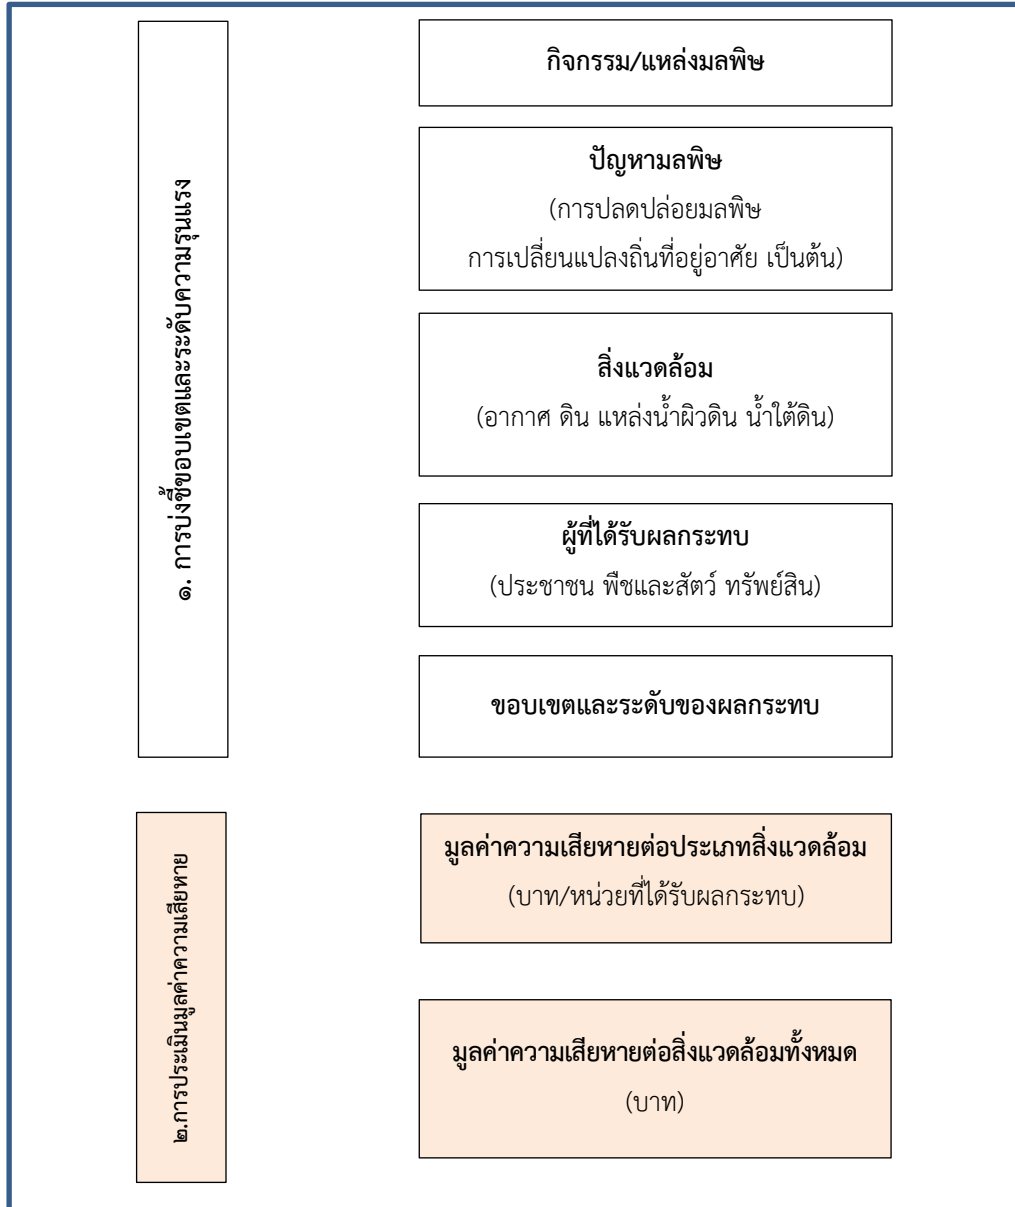 ๑. การบ่งชี้ขอบเขตและระดับความรุนแรง
กิจกรรม/แหล่งมลพิษ
ปัญหามลพิษ
(การปลดปล่อยมลพิษ
การเปลี่ยนแปลงถิ่นที่อยู่อาศัย เป็นต้น)
สิ่งแวดล้อม
(อากาศ ดิน แหล่งน้ำผิวดิน น้ำใต้ดิน)
ผู้ที่ได้รับผลกระทบ
(ประชาชน พืชและสัตว์ ทรัพย์สิน)
ขอบเขตและระดับของผลกระทบ
๒.การประเมินมูลค่าความเสียหาย
มูลค่าความเสียหายต่อประเภทสิ่งแวดล้อม
(บาท/หน่วยที่ได้รับผลกระทบ)
มูลค่าความเสียหายต่อสิ่งแวดล้อมทั้งหมด
(บาท)